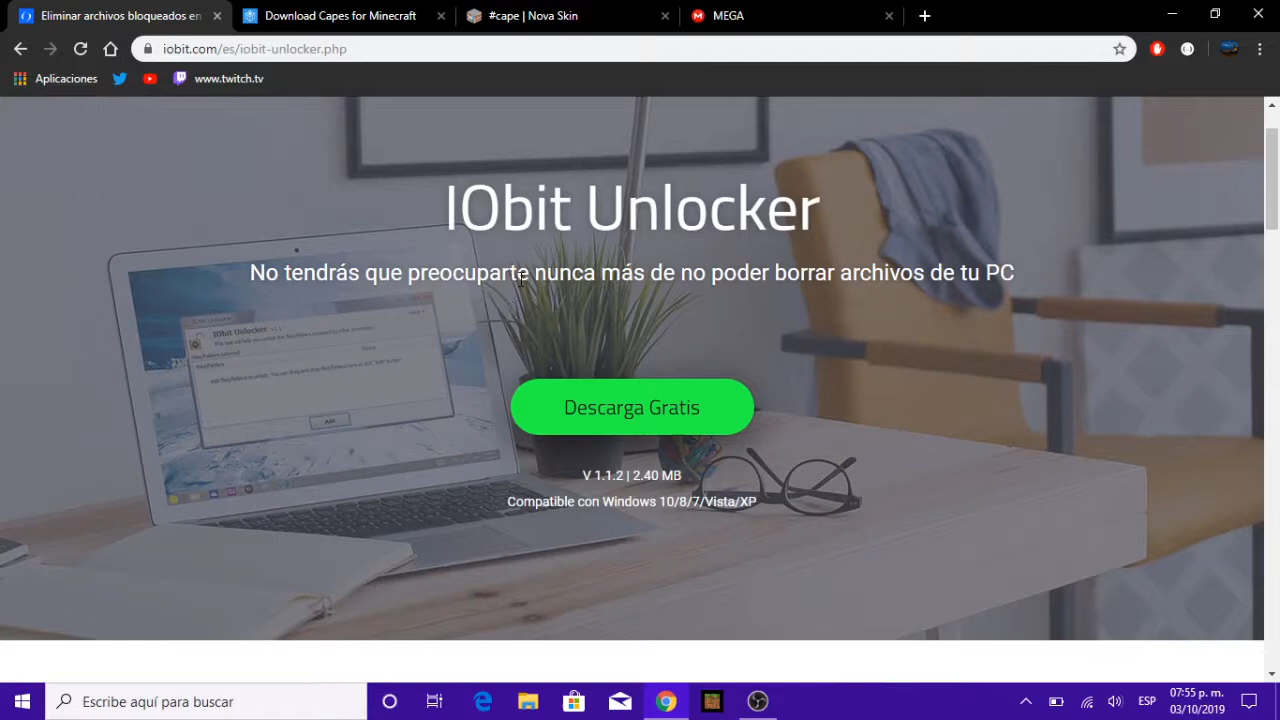 Eliminar archivos bloqueados en
Download Capes for Minecraft
#cape | Nova Skin
MEGA
iobit.com/es/iobit-unlocker.php
Aplicaciones
www.twitch.tv
IObit Unlocker
No tendrás que preocuparte nunca más de no poder borrar archivos de tu PC
IObit Unlocker
Descarga Gratis
V 1.1.2 | 2.40 MB
Compatible con Windows 10/8/7/Vista/XP
Escribe aquí para buscar
ESP
07:55 p. m.
03/10/2019